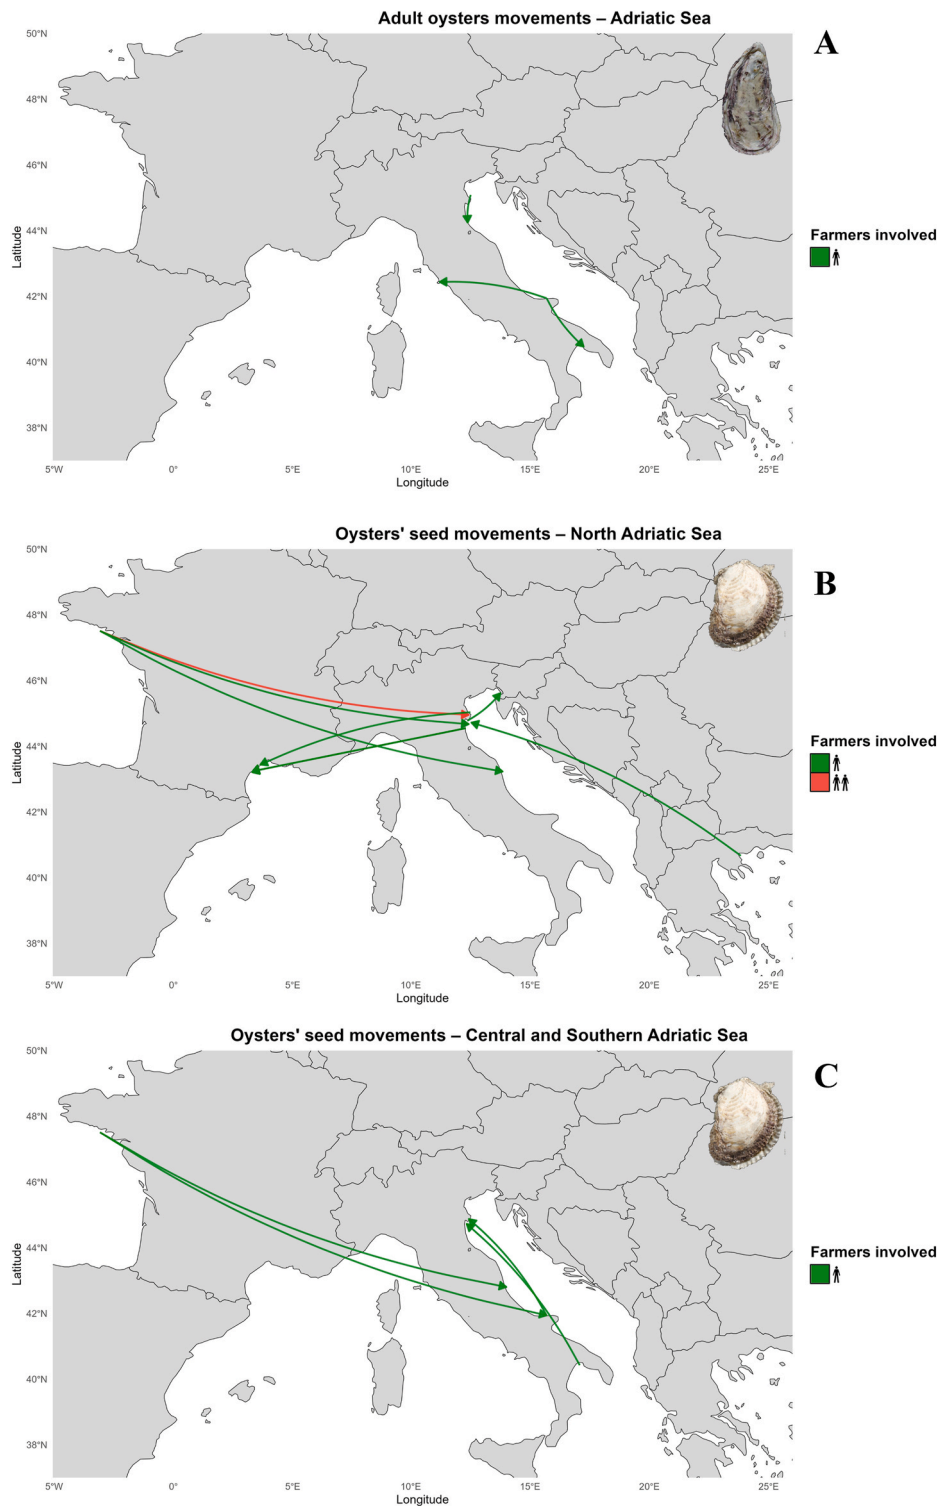 Adult oysters movements – Adriatic Sea
A
50°N
48°N
46°N
44°N
42°N
40°N
38°N
Latitude
5°W 0° 5°E 10°E 15°E 20°E 25°E
Longitude
Farmers involved
Oysters' seed movements – North Adriatic Sea
B
50°N
48°N
46°N
44°N
42°N
40°N
38°N
Latitude
5°W 0° 5°E 10°E 15°E 20°E 25°E
Longitude
Farmers involved
Oysters' seed movements – Central and Southern Adriatic Sea
C
50°N
48°N
46°N
44°N
42°N
40°N
38°N
Latitude
5°W 0° 5°E 10°E 15°E 20°E 25°E
Longitude
Farmers involved